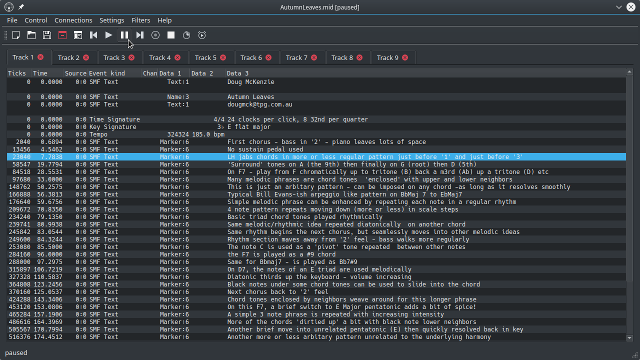 AutumnLeaves.mid [paused]
File Control Connections Settings Filters Help
Track 1 Track 2 Track 3 Track 4 Track 5 Track 6 Track 7 Track 8 Track 9
Ticks Time Source Event kind Chan Data 1 Data 2 Data 3
0 0.0000 0:0 SMF Text Text:1 Doug McKenzie
0 0.0000 0:0 SMF Text
0 0.0000 0:0 SMF Text Name:3 Autumn Leaves
0 0.0000 0:0 SMF Text Text:1 dougmck@tpg.com.au
0 0.0000 0:0 SMF Text
0 0.0000 0:0 Time Signature 4/4 24 clocks per click, 8 32nd per quarter
0 0.0000 0:0 Key Signature 3♭ E flat major
0 0.0000 0:0 Tempo 324324 185.0 bpm
2040 0.6894 0:0 SMF Text Marker:6 First chorus - bass in '2' - piano leaves lots of space
13456 4.5462 0:0 SMF Text Marker:6 No sustain pedal used
23040 7.7838 0:0 SMF Text Marker:6 LH jabs chords in more or less regular pattern just before '1' and just before '3'
58547 19.7794 0:0 SMF Text Marker:6 'Surround' tones on A (the 9th) then finally on G (root) then D (5th)
84518 28.5531 0:0 SMF Text Marker:6 On F7 - play from F chromatically up to tritone (B) back a m3rd (Ab) up a tritone (D) etc
97680 33.0000 0:0 SMF Text Marker:6 Many melodic phrases are chord tones 'enclosed' with upper and lower neighbors
148762 50.2575 0:0 SMF Text Marker:6 This is just an arbitary pattern - can be imposed on any chord -as long as it resolves smoothly
166888 56.3813 0:0 SMF Text Marker:6 Typical Bill Evans-ish arpeggio like pattern on BbMaj 7 to EbMaj7
176640 59.6756 0:0 SMF Text Marker:6 Simple melodic phrase can be enhanced by repeating each note in a regular rhythm
209672 70.8350 0:0 SMF Text Marker:6 4 note pattern repeats moving down (more or less) in scale steps
234240 79.1350 0:0 SMF Text Marker:6 Basic triad chord tones played rhythmically
239741 80.9938 0:0 SMF Text Marker:6 Same melodic/rhythmic idea repeated diatonically on another chord
245842 83.0544 0:0 SMF Text Marker:6 Same rhythm begins the next chorus, but seamlessly moves into other melodic ideas
249600 84.3244 0:0 SMF Text Marker:6 Rhythm section maves away from '2' feel - bass walks more regularly
253080 85.5000 0:0 SMF Text Marker:6 The note C is used as a 'pivot' tone repeated between other notes
284160 96.0000 0:0 SMF Text Marker:6 the F7 is played as a #9 chord
288000 97.2975 0:0 SMF Text Marker:6 Same for Bbmaj7 - is played as Bb7#9
315897 106.7219 0:0 SMF Text Marker:6 On D7, the notes of an E triad are used melodically
327328 110.5837 0:0 SMF Text Marker:6 Diatonic thirds up the keyboard - volume increasing
364808 123.2456 0:0 SMF Text Marker:6 Black notes under some chord tones can be used to slide into the chord
370160 125.0537 0:0 SMF Text Marker:6 Next chorus back to '2' feel
424288 143.3406 0:0 SMF Text Marker:6 Chord tones enclosed by neighbors weave around for this longer phrase
453120 153.0806 0:0 SMF Text Marker:6 On this F7, a brief switch to E Major pentatonic adds a bit of spice!
465284 157.1906 0:0 SMF Text Marker:6 A simple 3 note phrase is repeated with increasing intensity
486616 164.3969 0:0 SMF Text Marker:6 More of the chords 'dirtied up' a bit with black note lower neighbors
505567 170.7994 0:0 SMF Text Marker:6 Another brief move into unrelated pentatonic (E) then quickly resolved back in key
516376 174.4512 0:0 SMF Text Marker:6 Another more or less arbitary pattern unrelated to the underlying harmony
paused